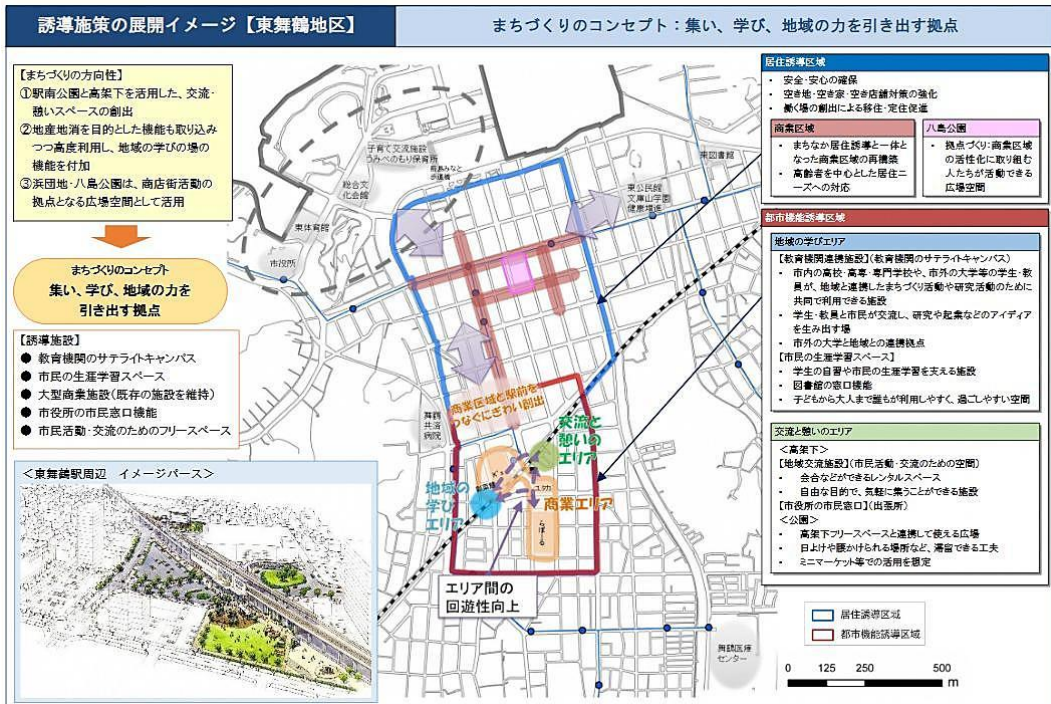 誘導施策の展開イメージ【東舞鶴地区】
まちづくりのコンセプト：集い、学び、地域の力を引き出す拠点
【まちづくりの方向性】
①駅南公園と高架下を活用した、交流・
憩いスペースの創出
②地産地消を目的とした機能も取り込み
つつ高度利用し、地域の学びの場の
機能を付加
③浜団地・八島公園は、商店街活動の
拠点となる広場空間として活用
まちづくりのコンセプト
集い、学び、地域の力を
引き出す拠点
【誘導施設】
● 教育機関のサテライトキャンパス
● 市民の生涯学習スペース
● 大型商業施設(既存の施設を維持)
● 市役所の市民窓口機能
● 市民活動・交流のためのフリースペース
＜東舞鶴駅周辺 イメージパース＞
子育て交流施設
うみべのもり保育所
総合文
化会館
東体育館
市役所
東図書館
東公民館
文庫山学園
健康増進
舞鶴
共済
病院
商業区域と駅前を
つなぐにぎわい創出
交流と
憩いの
エリア
地域の
学び
エリア
商業エリア
らぽーる
エリア間の
回遊性向上
舞鶴医療
センター
居住誘導区域
・ 安全・安心の確保
・ 空き地・空き家・空き店舗対策の強化
・ 働く場の創出による移住・定住促進
商業区域
・ まちなか居住誘導と一体と
なった商業区域の再構築
・ 高齢者を中心とした居住ニ
ーズへの対応
八島公園
・ 拠点づくり：商業区域
の活性化に取り組む
人たちが活動できる
広場空間
都市機能誘導区域
地域の学びエリア
【教育機関連携施設】(教育機関のサテライトキャンパス)
・ 市内の高校・高専・専門学校や、市外の大学等の学生・教
員が、地域と連携したまちづくり活動や研究活動のために
共同で利用できる施設
・ 学生・教員と市民が交流し、研究や起業などのアイディア
を生み出す場
・ 市外の大学と地域との連携拠点
【市民の生涯学習スペース】
・ 学生の自習や市民の生涯学習を支える施設
・ 図書館の窓口機能
・ 子どもから大人まで誰もが利用しやすく、過ごしやすい空間
交流と憩いのエリア
＜高架下＞
【地域交流施設】(市民活動・交流のための空間)
・ 会合などができるレンタルスペース
・ 自由な目的で、気軽に集うことができる施設
【市役所の市民窓口】(出張所)
＜公園＞
・ 高架下フリースペースと連携して使える広場
・ 日よけや腰かけられる場所など、滞留できる工夫
・ ミニマーケット等での活用を想定
居住誘導区域
都市機能誘導区域
0 125 250 500
m